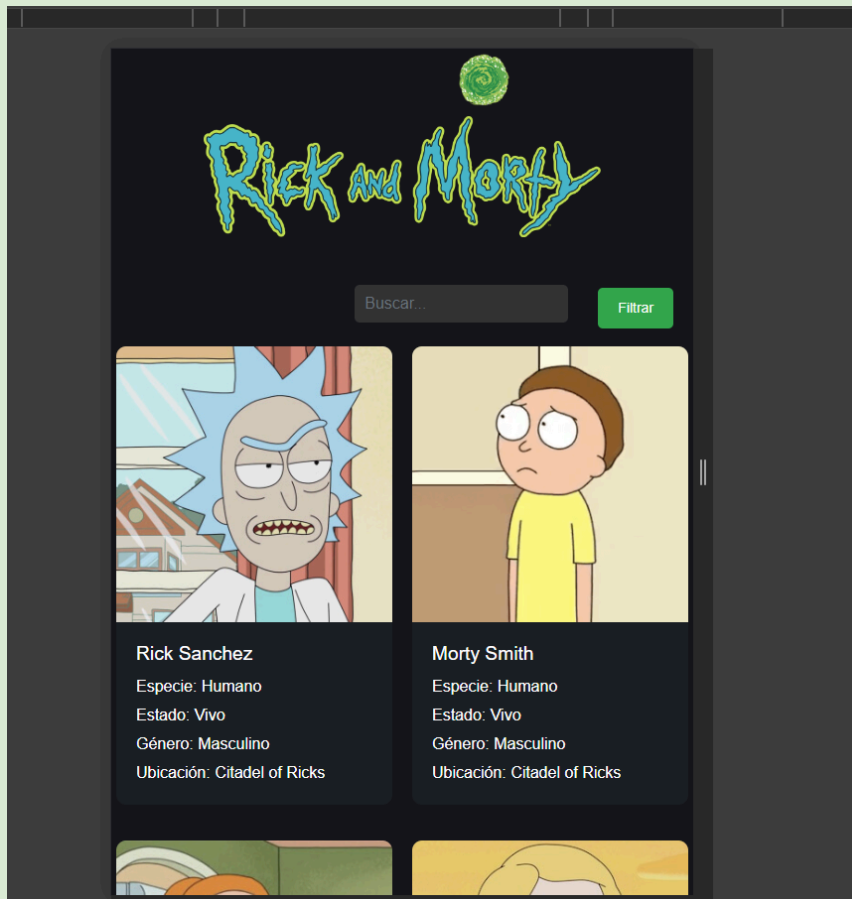 Rick and Morty
Buscar...
Filtrar
Rick Sanchez
Especie: Humano
Estado: Vivo
Género: Masculino
Ubicación: Citadel of Ricks
Morty Smith
Especie: Humano
Estado: Vivo
Género: Masculino
Ubicación: Citadel of Ricks